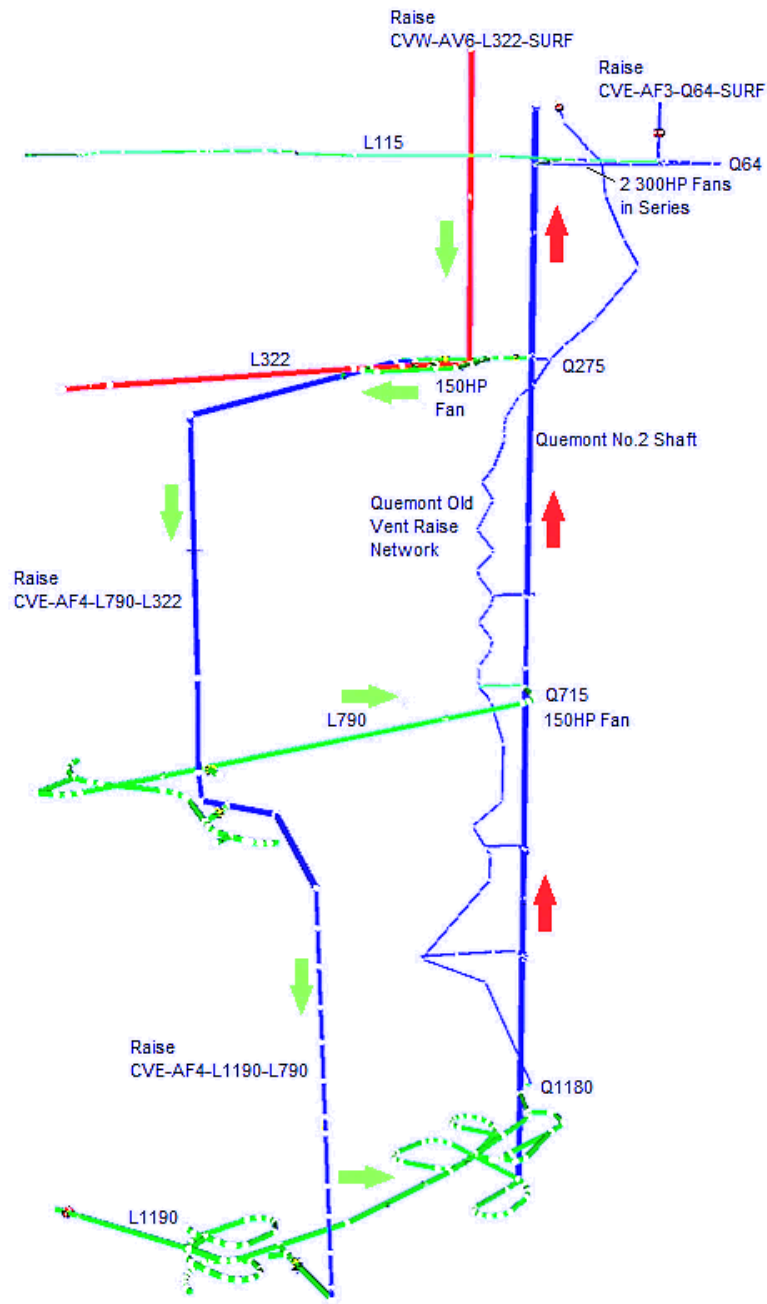 Raise
CVW-AV6-L322-SURF
Raise
CVE-AF3-Q64-SURF
L115
Q64
2 300HP Fans
in Series
L322
150HP
Fan
Q275
Quemont No.2 Shaft
Quemont Old
Vent Raise
Network
Raise
CVE-AF4-L790-L322
Q715
150HP Fan
L790
Raise
CVE-AF4-L1190-L790
Q1180
L1190